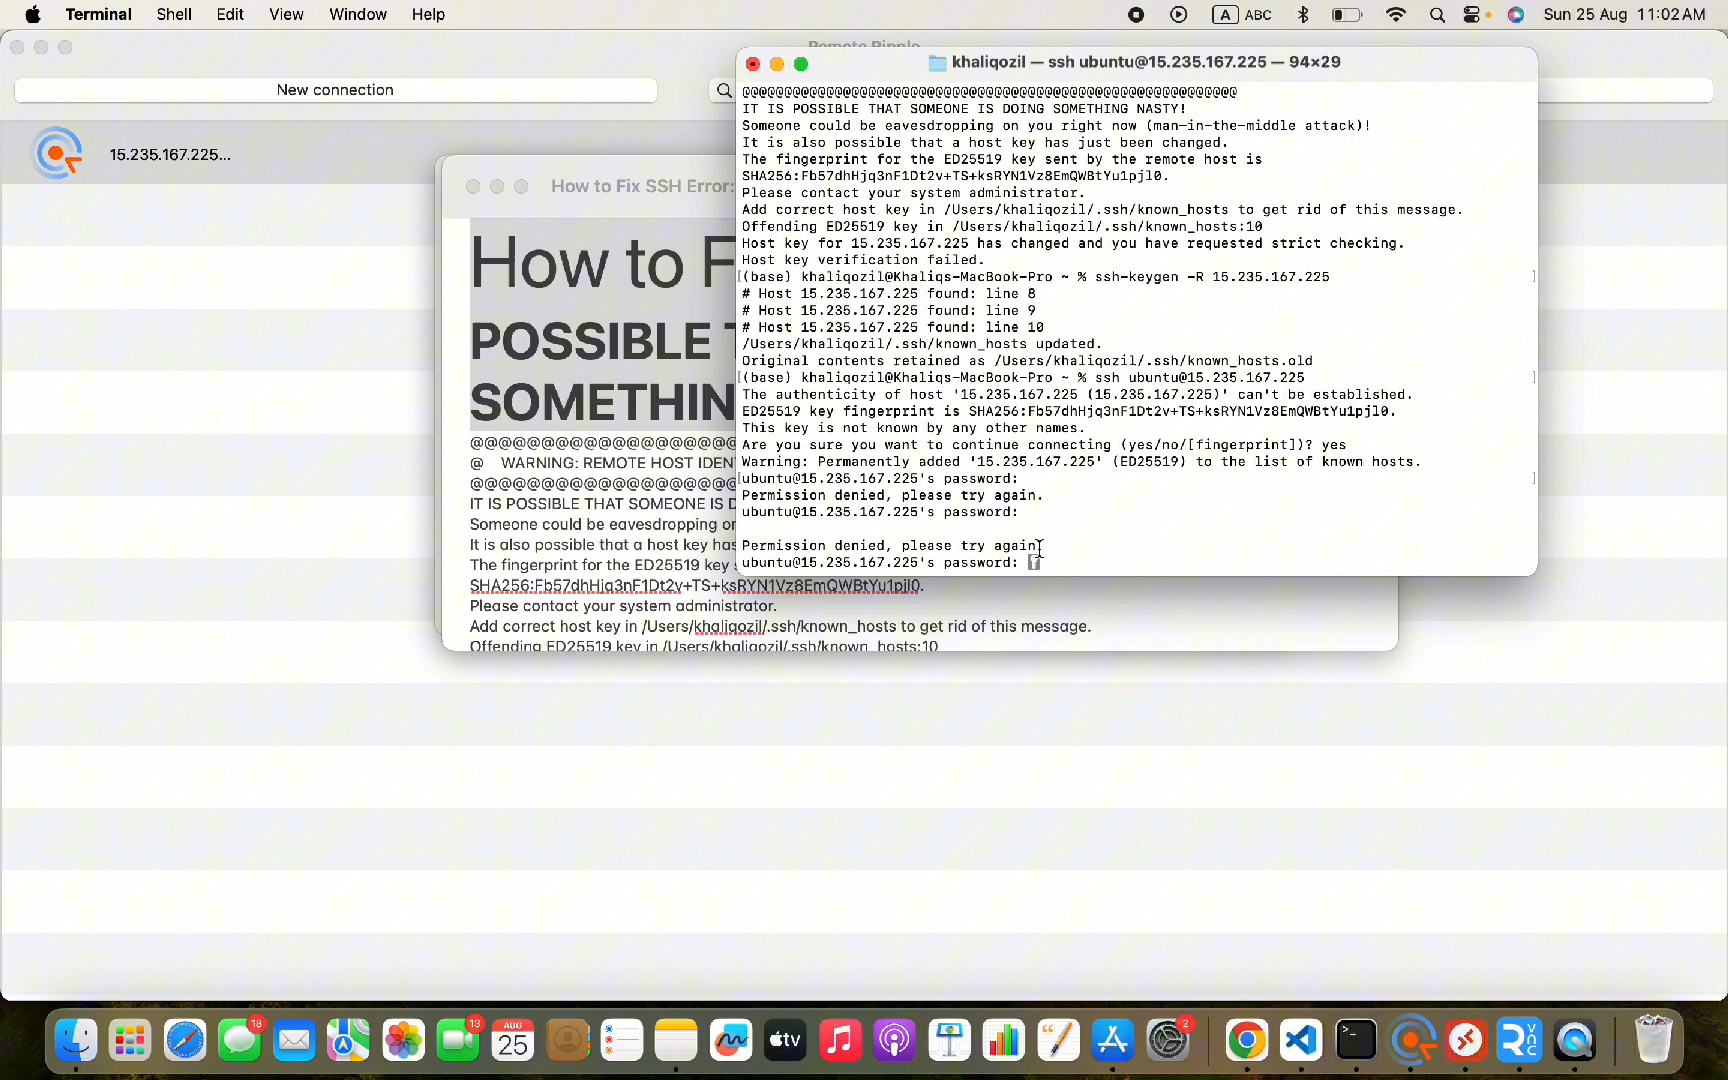 Terminal Shell Edit View Window Help
A ABC Sun 25 Aug 11:02 AM
New connection
15.235.167.225...
khaliqozil — ssh ubuntu@15.235.167.225 — 94×29
IT IS POSSIBLE THAT SOMEONE IS DOING SOMETHING NASTY!
Someone could be eavesdropping on you right now (man-in-the-middle attack)!
It is also possible that a host key has just been changed.
The fingerprint for the ED25519 key sent by the remote host is
SHA256:Fb57dhHjq3nF1Dt2v+TS+ksRYN1Vz8EmQWBtYu1pjl0.
Please contact your system administrator.
Add correct host key in /Users/khaliqozil/.ssh/known_hosts to get rid of this message.
Offending ED25519 key in /Users/khaliqozil/.ssh/known_hosts:10
Host key for 15.235.167.225 has changed and you have requested strict checking.
Host key verification failed.
(base) khaliqozil@Khaliqs-MacBook-Pro ~ % ssh-keygen -R 15.235.167.225
# Host 15.235.167.225 found: line 8
# Host 15.235.167.225 found: line 9
# Host 15.235.167.225 found: line 10
/Users/khaliqozil/.ssh/known_hosts updated.
Original contents retained as /Users/khaliqozil/.ssh/known_hosts.old
(base) khaliqozil@Khaliqs-MacBook-Pro ~ % ssh ubuntu@15.235.167.225
The authenticity of host '15.235.167.225 (15.235.167.225)' can't be established.
ED25519 key fingerprint is SHA256:Fb57dhHjq3nF1Dt2v+TS+ksRYN1Vz8EmQWBtYu1pjl0.
This key is not known by any other names.
Are you sure you want to continue connecting (yes/no/[fingerprint])? yes
Warning: Permanently added '15.235.167.225' (ED25519) to the list of known hosts.
ubuntu@15.235.167.225's password:
Permission denied, please try again.
ubuntu@15.235.167.225's password:
Permission denied, please try again
ubuntu@15.235.167.225's password:
How to Fix SSH Error:
How to F
POSSIBLE T
SOMETHIN
@ WARNING: REMOTE HOST IDEN
IT IS POSSIBLE THAT SOMEONE IS D
Someone could be eavesdropping or
It is also possible that a host key has
The fingerprint for the ED25519 key s
SHA256:Fb57dhHjq3nF1Dt2v+TS+ksRYN1Vz8EmQWBtYu1pjl0.
Please contact your system administrator.
Add correct host key in /Users/khaliqozil/.ssh/known_hosts to get rid of this message.
Offending ED25519 key in /Users/khaliqozil/.ssh/known_hosts:10
18
13
AUG
25
tv
2
>_
VNC